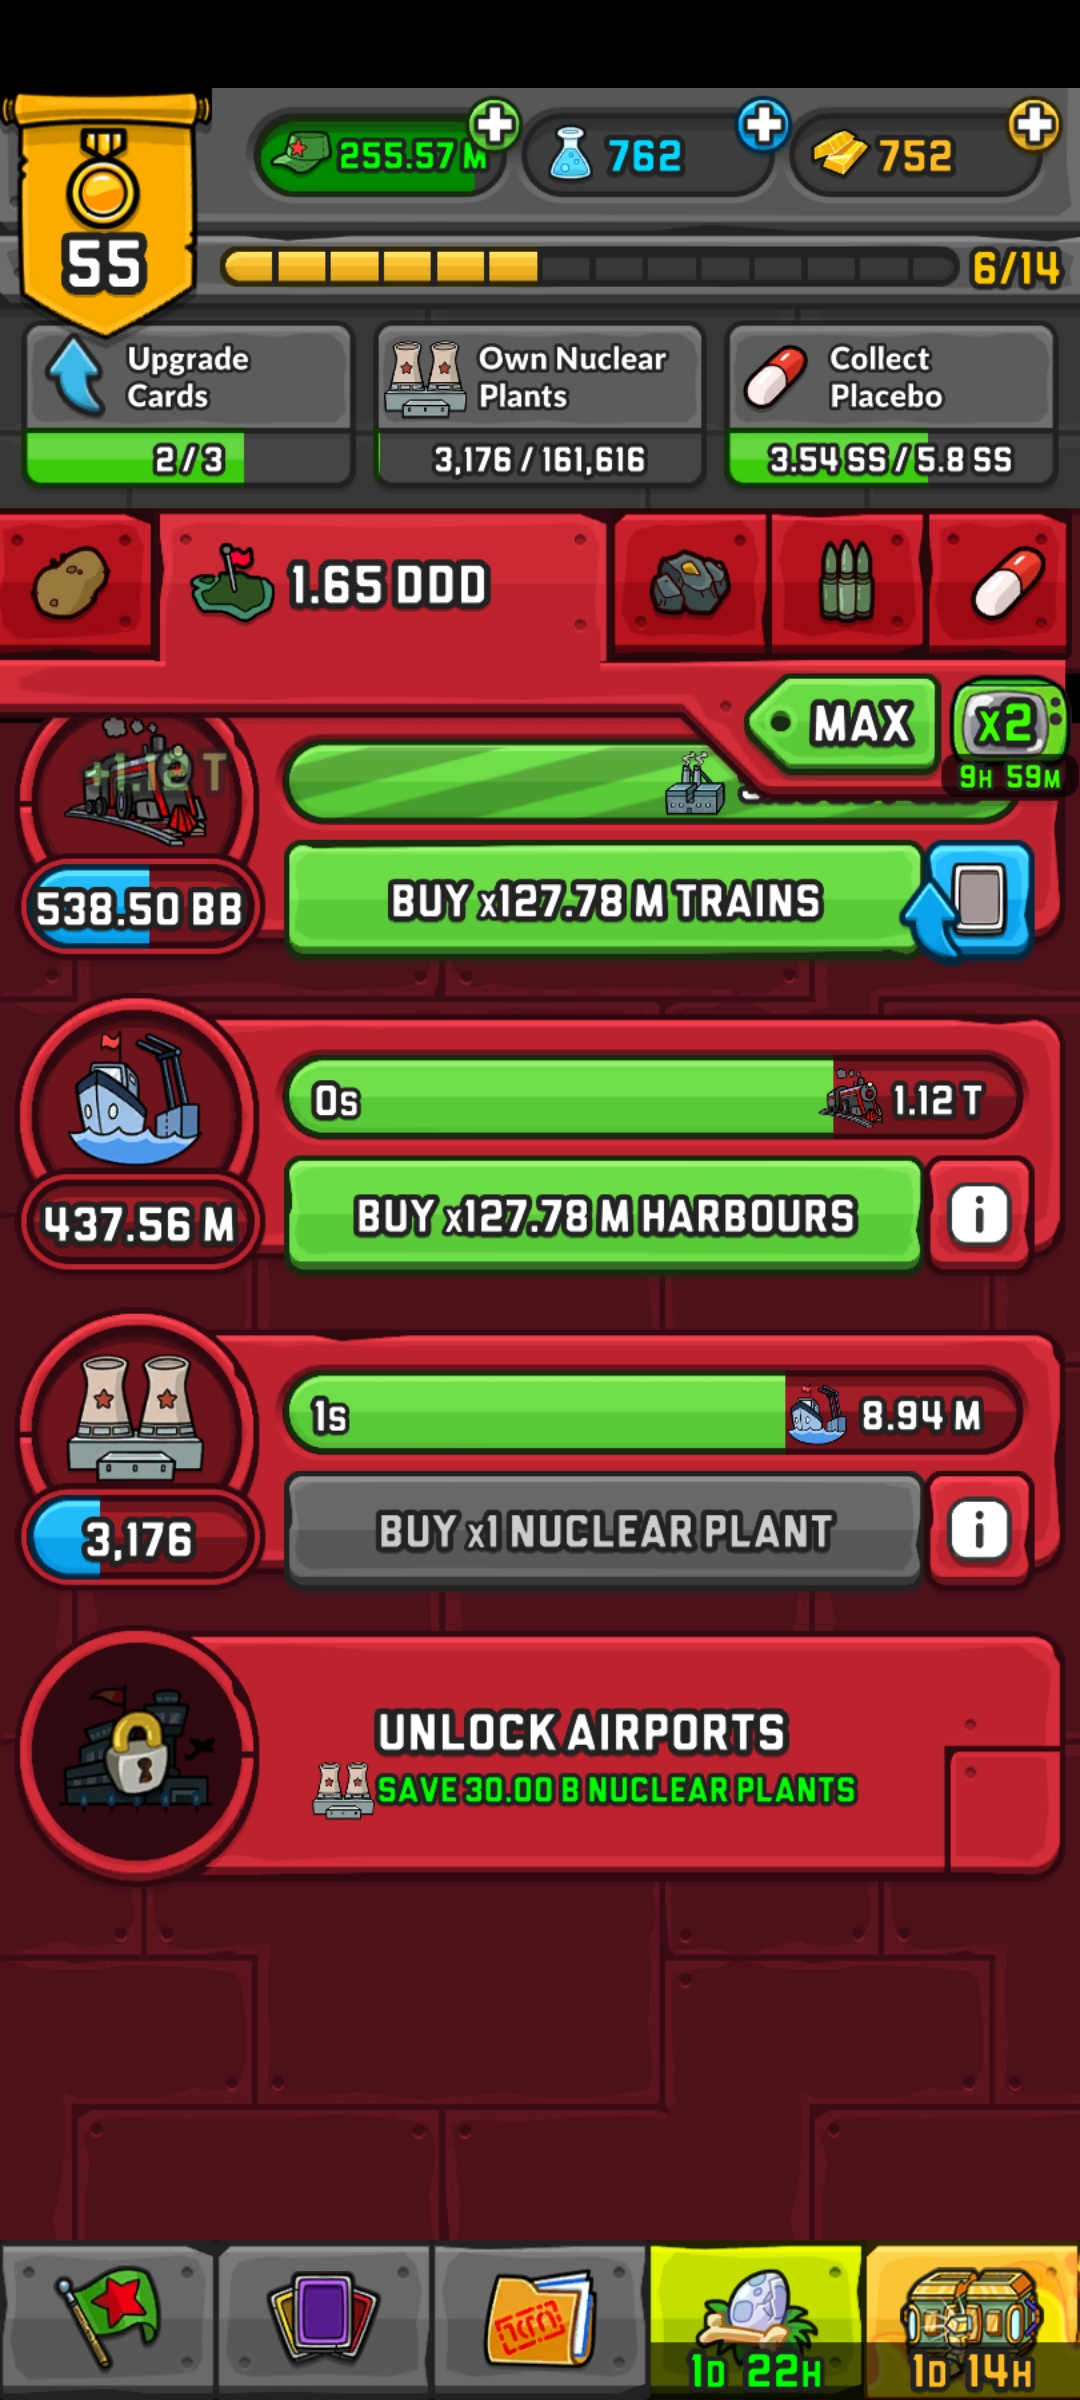 255.57 M
762
752
55
6/14
Upgrade
Cards
2/3
Own Nuclear
Plants
3,176 / 161,616
Collect
Placebo
3.54 SS / 5.8 SS
1.65 DDD
MAX
x2
9H 59M
+1.12 T
538.50 BB
BUY x127.78 M TRAINS
0s
1.12 T
437.56 M
BUY x127.78 M HARBOURS
i
1s
8.94 M
3,176
BUY x1 NUCLEAR PLANT
i
UNLOCK AIRPORTS
SAVE 30.00 B NUCLEAR PLANTS
1D 22H
1D 14H